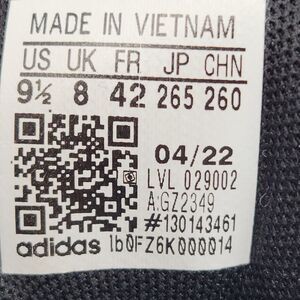 MADE IN VIETNAM
US UK FR JP CHN
9½ 8 42 265 260
04/22
LVL 029002
A:GZ2349
#130143461
adidas 1b0FZ6K000014